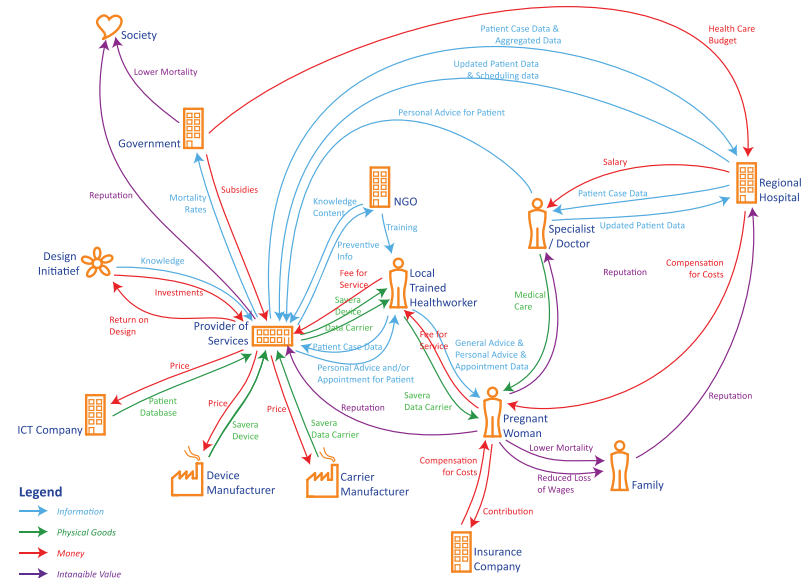 Patient Case Data &
Aggregated Data
Health Care
Budget
Society
Updated Patient Data
& Scheduling data
Lower Mortality
Personal Advice for Patient
Government
Salary
Regional
Hospital
Subsidies
Mortality
Rates
Reputation
Knowledge
Content
NGO
Patient Case Data
Training
Specialist
/ Doctor
Updated Patient Data
Preventive
Info
Design
Initiatief
Knowledge
Investments
Fee for
Service
Local
Trained
Healthworker
Reputation
Compensation
for Costs
Savera
Device
Medical
Care
Return on
Design
Provider of
Services
Data Carrier
Fee for
Service
Patient Case Data
General Advice &
Personal Advice &
Appointment Data
Price
Personal Advice and/or
Appointment for Patient
Patient
Database
Price
Price
Reputation
Savera
Data Carrier
Reputation
ICT Company
Savera
Device
Savera
Data Carrier
Pregnant
Woman
Lower Mortality
Compensation
for Costs
Device
Manufacturer
Carrier
Manufacturer
Reduced Loss
of Wages
Family
Legend
Information
Contribution
Physical Goods
Money
Insurance
Company
Intangible Value